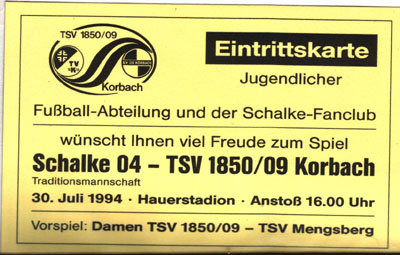 TSV 1850/09
Korbach
Eintrittskarte
Jugendlicher
Fußball-Abteilung und der Schalke-Fanclub
wünscht Ihnen viel Freude zum Spiel
Schalke 04 – TSV 1850/09 Korbach
Traditionsmannschaft
30. Juli 1994 · Hauerstadion · Anstoß 16.00 Uhr
Vorspiel: Damen TSV 1850/09 – TSV Mengsberg